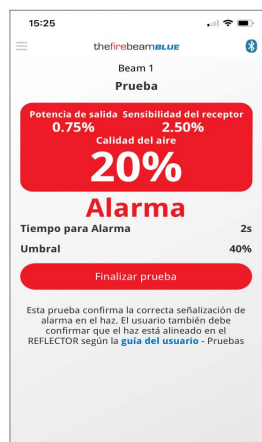 15:25
thefirebeamBLUE
Beam 1
Prueba
Potencia de salida Sensibilidad del receptor
0.75% 2.50%
Calidad del aire
20%
Alarma
Tiempo para Alarma 2s
Umbral 40%
Finalizar prueba
Esta prueba confirma la correcta señalización de
alarma en el haz. El usuario también debe
confirmar que el haz está alineado en el
REFLECTOR según la guía del usuario - Pruebas